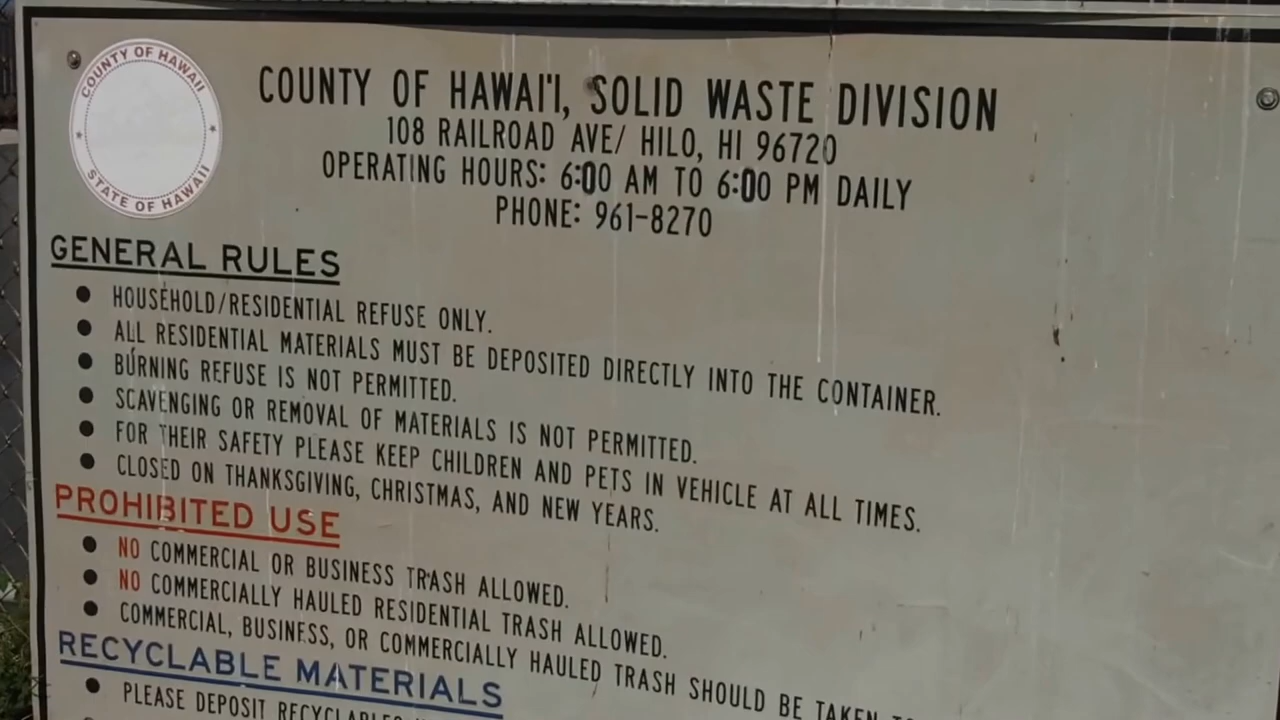 COUNTY OF HAWAII
STATE OF HAWAII
COUNTY OF HAWAI'I, SOLID WASTE DIVISION
108 RAILROAD AVE/ HILO, HI 96720
OPERATING HOURS: 6:00 AM TO 6:00 PM DAILY
PHONE: 961-8270
GENERAL RULES
● HOUSEHOLD/RESIDENTIAL REFUSE ONLY.
● ALL RESIDENTIAL MATERIALS MUST BE DEPOSITED DIRECTLY INTO THE CONTAINER.
● BURNING REFUSE IS NOT PERMITTED.
● SCAVENGING OR REMOVAL OF MATERIALS IS NOT PERMITTED.
● FOR THEIR SAFETY PLEASE KEEP CHILDREN AND PETS IN VEHICLE AT ALL TIMES.
● CLOSED ON THANKSGIVING, CHRISTMAS, AND NEW YEARS.
PROHIBITED USE
● NO COMMERCIAL OR BUSINESS TRASH ALLOWED.
● NO COMMERCIALLY HAULED RESIDENTIAL TRASH ALLOWED.
● COMMERCIAL, BUSINESS, OR COMMERCIALLY HAULED TRASH SHOULD BE TAKEN
RECYCLABLE MATERIALS
● PLEASE DEPOSIT RECYCLABLES